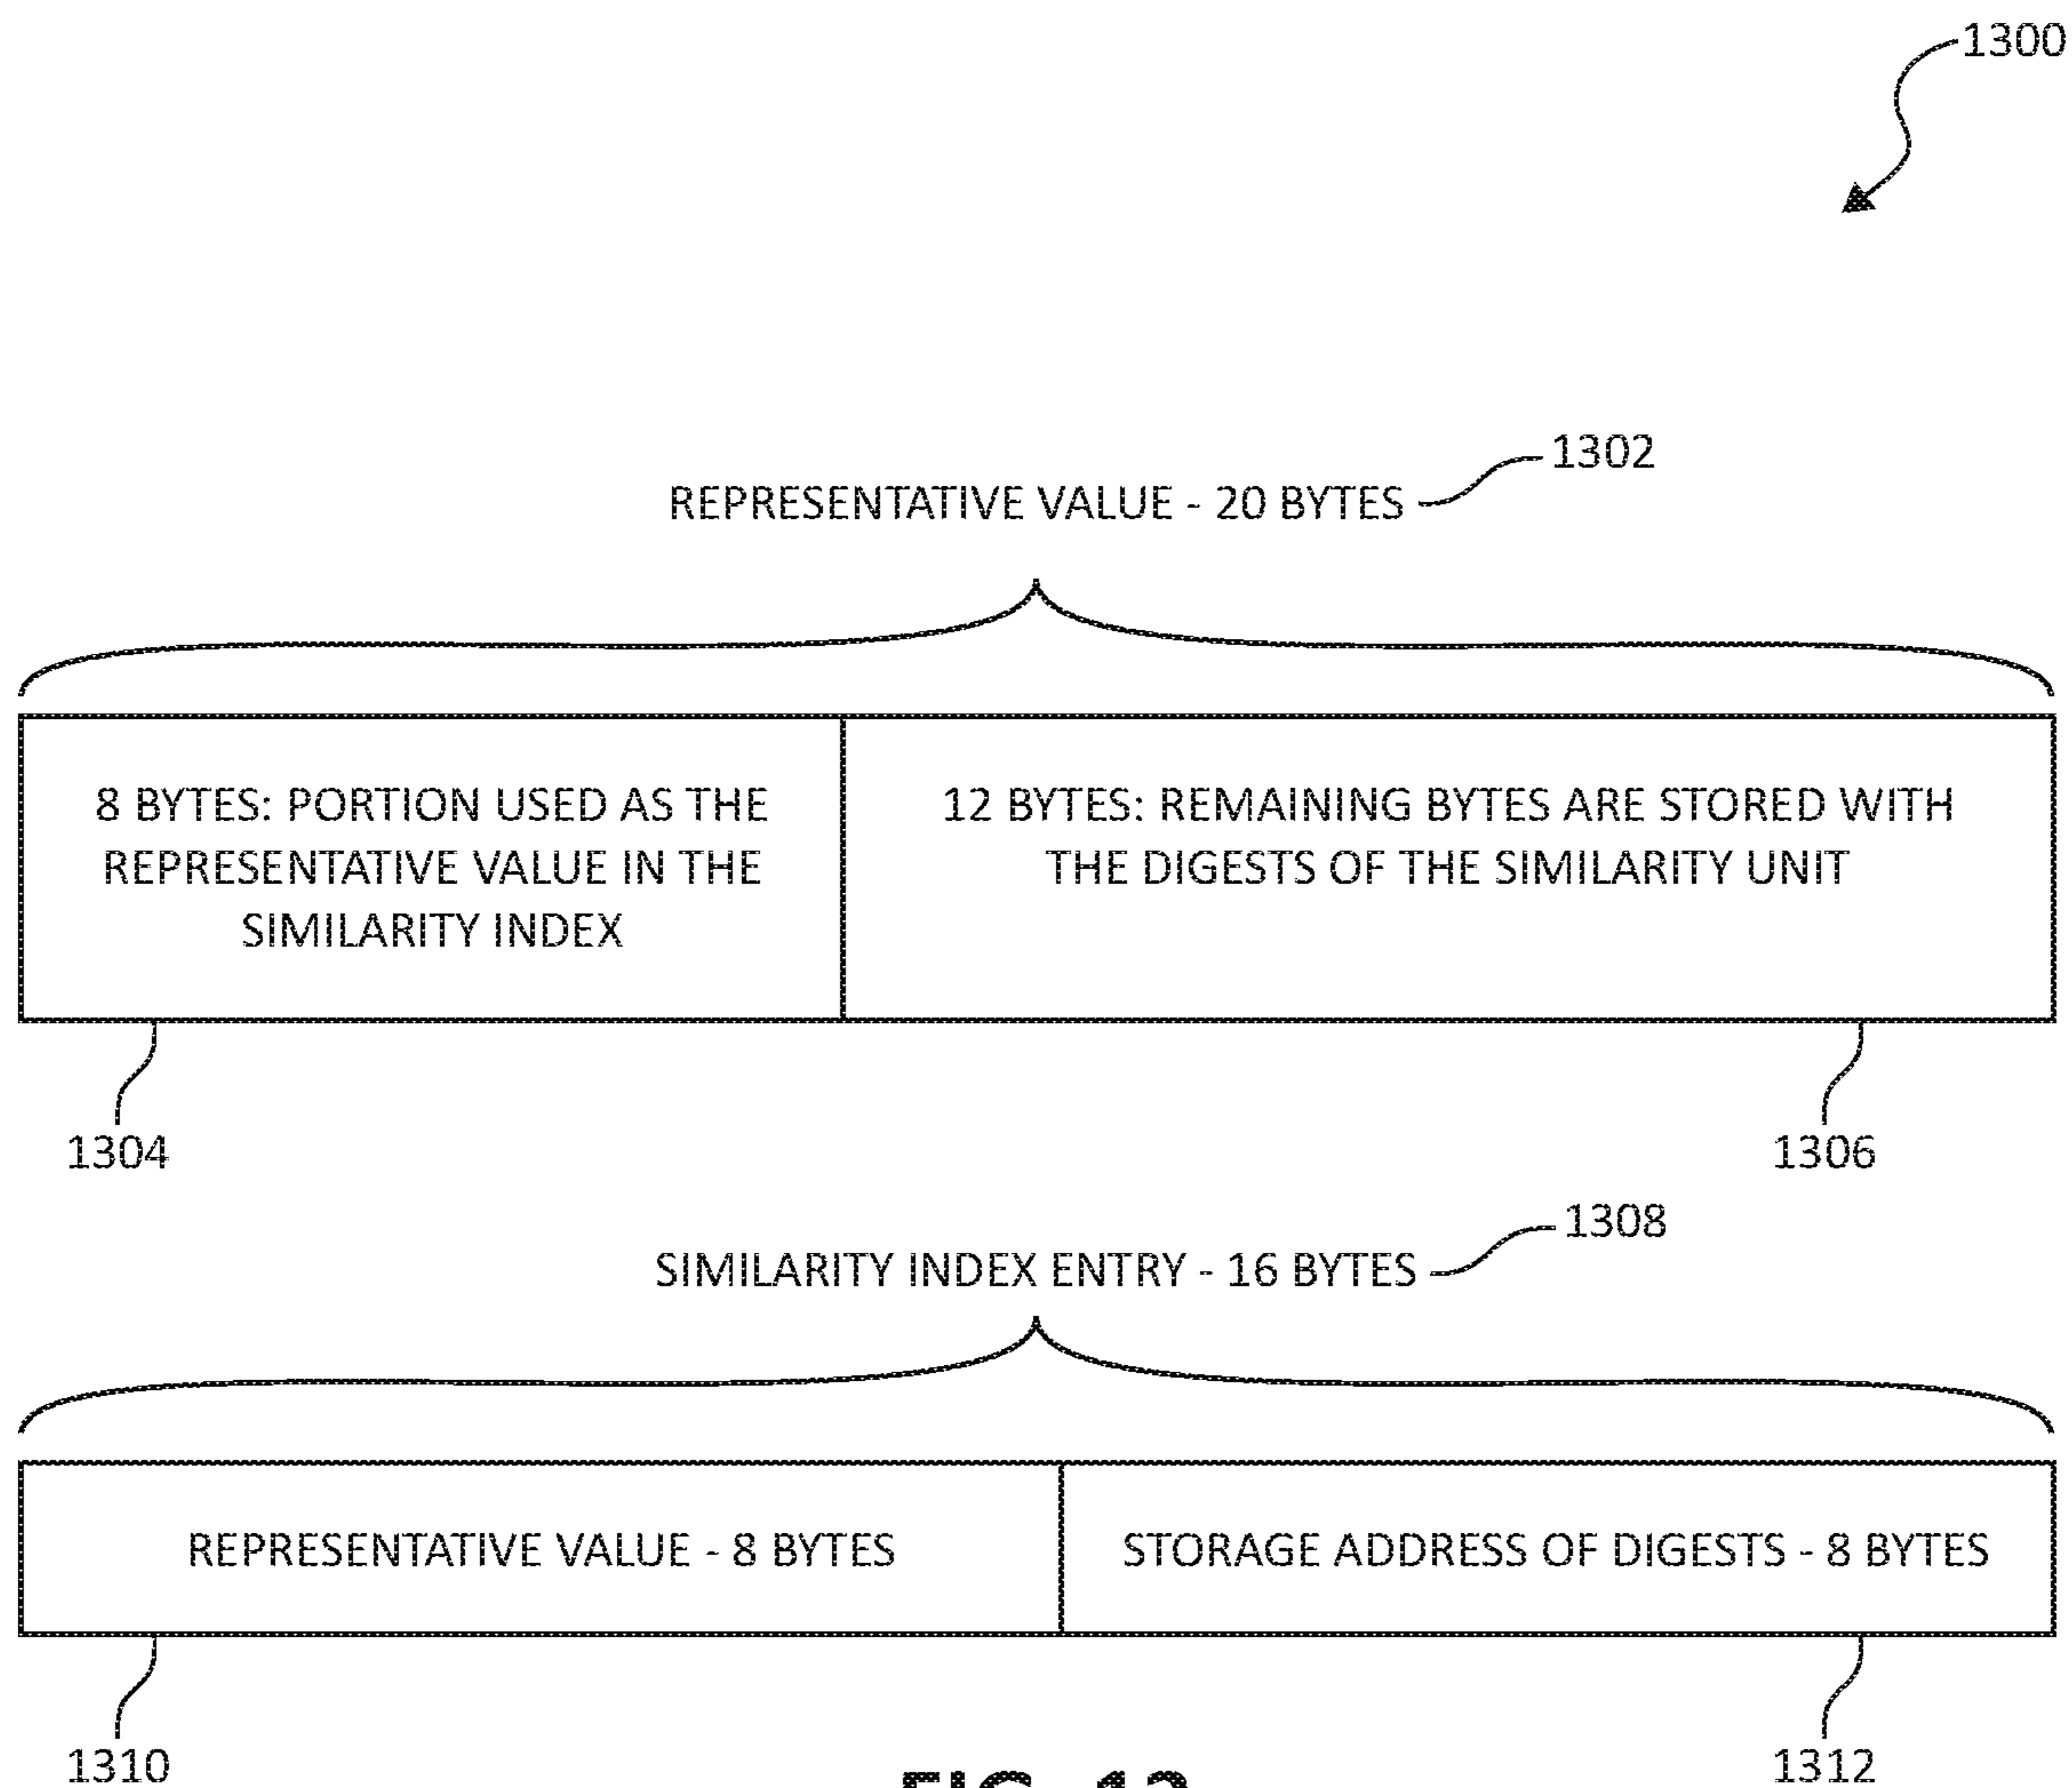 1300
1302
REPRESENTATIVE VALUE - 20 BYTES
8 BYTES: PORTION USED AS THE
REPRESENTATIVE VALUE IN THE
SIMILARITY INDEX
12 BYTES: REMAINING BYTES ARE STORED WITH
THE DIGESTS OF THE SIMILARITY UNIT
1304
1306
1308
SIMILARITY INDEX ENTRY - 16 BYTES
REPRESENTATIVE VALUE - 8 BYTES
STORAGE ADDRESS OF DIGESTS - 8 BYTES
1310
1312